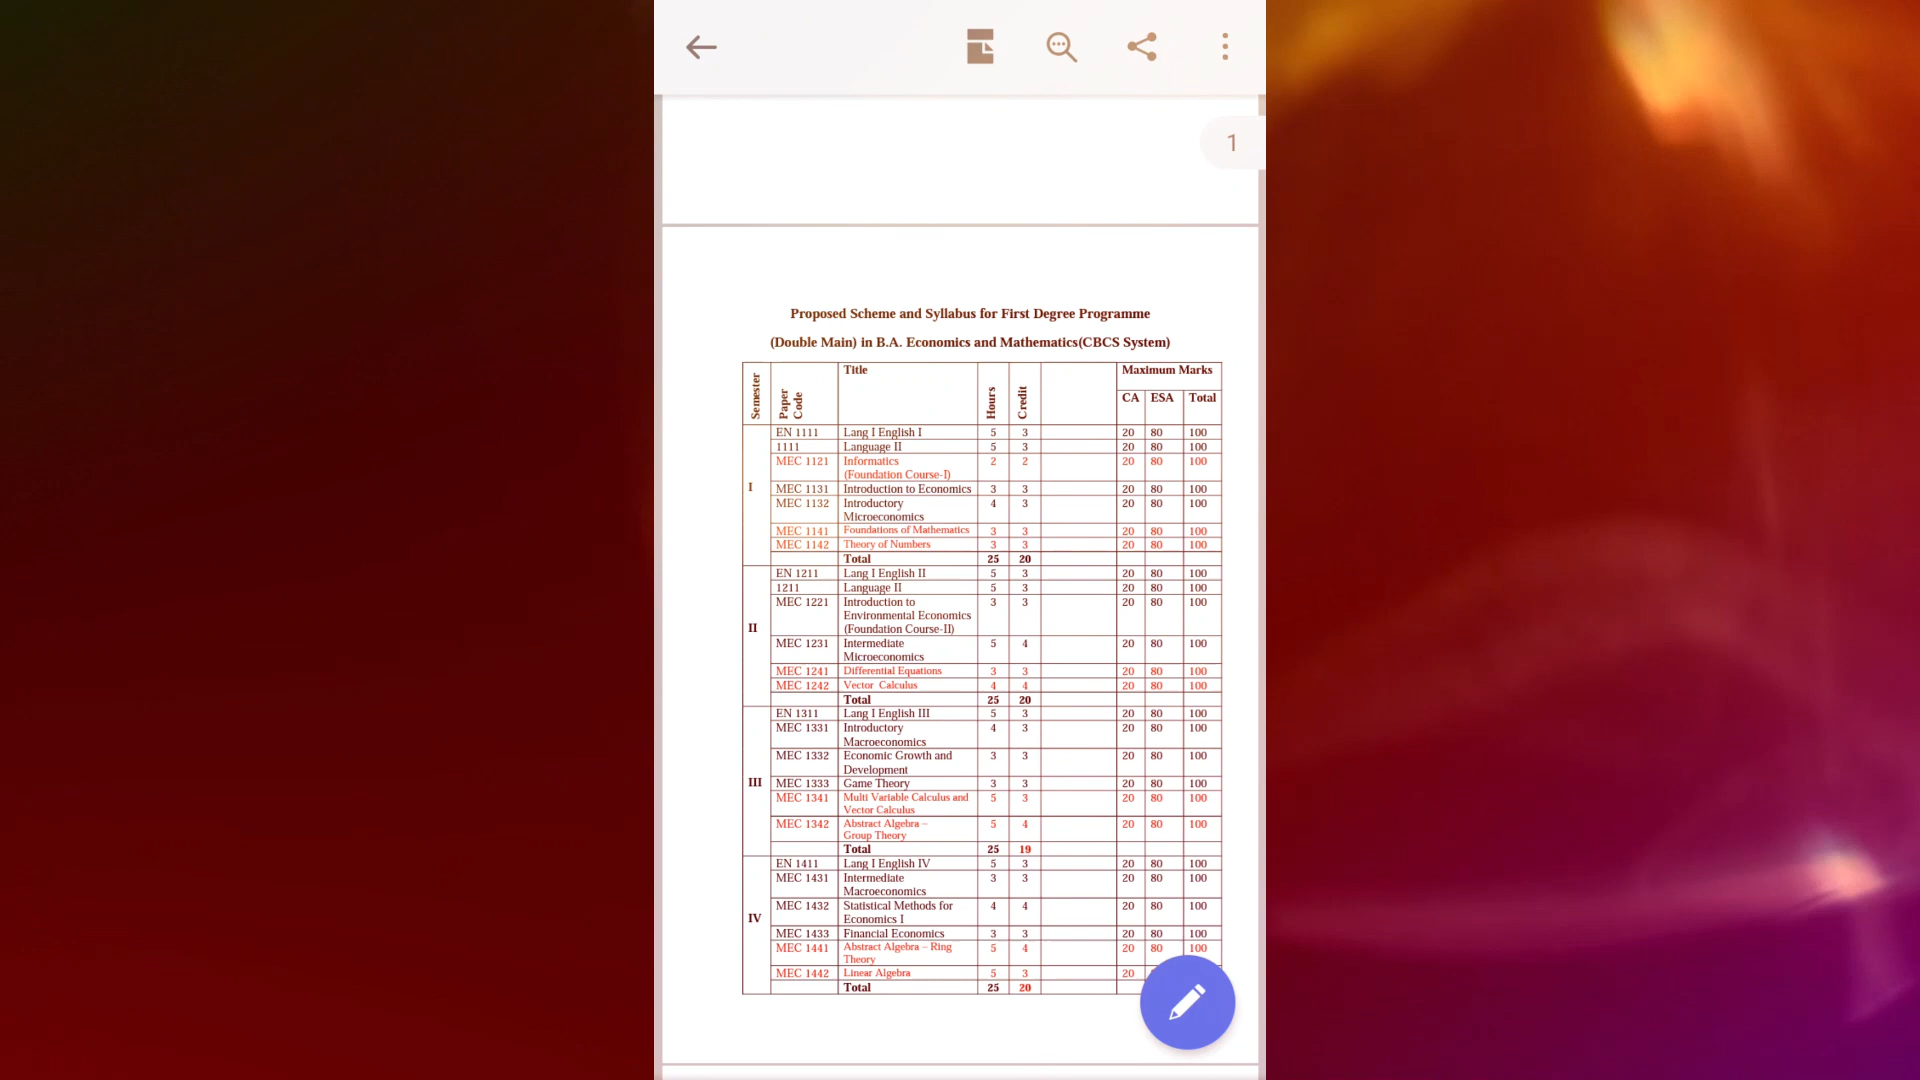 1
Proposed Scheme and Syllabus for First Degree Programme
(Double Main) in B.A. Economics and Mathematics(CBCS System)
Semester Paper Code Title Hours Credit Maximum Marks
CA ESA Total
I
EN 1111 Lang I English I 5 3 20 80 100
1111 Language II 5 3 20 80 100
MEC 1121 Informatics 2 2 20 80 100
(Foundation Course-I)
MEC 1131 Introduction to Economics 3 3 20 80 100
MEC 1132 Introductory 4 3 20 80 100
Microeconomics
MEC 1141 Foundations of Mathematics 3 3 20 80 100
MEC 1142 Theory of Numbers 3 3 20 80 100
Total 25 20
II
EN 1211 Lang I English II 5 3 20 80 100
1211 Language II 5 3 20 80 100
MEC 1221 Introduction to 3 3 20 80 100
Environmental Economics
(Foundation Course-II)
MEC 1231 Intermediate 5 4 20 80 100
Microeconomics
MEC 1241 Differential Equations 3 3 20 80 100
MEC 1242 Vector Calculus 4 4 20 80 100
Total 25 20
III
EN 1311 Lang I English III 5 3 20 80 100
MEC 1331 Introductory 4 3 20 80 100
Macroeconomics
MEC 1332 Economic Growth and 3 3 20 80 100
Development
MEC 1333 Game Theory 3 3 20 80 100
MEC 1341 Multi Variable Calculus and 5 3 20 80 100
Vector Calculus
MEC 1342 Abstract Algebra – 5 4 20 80 100
Group Theory
Total 25 19
IV
EN 1411 Lang I English IV 5 3 20 80 100
MEC 1431 Intermediate 3 3 20 80 100
Macroeconomics
MEC 1432 Statistical Methods for 4 4 20 80 100
Economics I
MEC 1433 Financial Economics 3 3 20 80 100
MEC 1441 Abstract Algebra – Ring 5 4 20 80 100
Theory
MEC 1442 Linear Algebra 5 3 20
Total 25 20